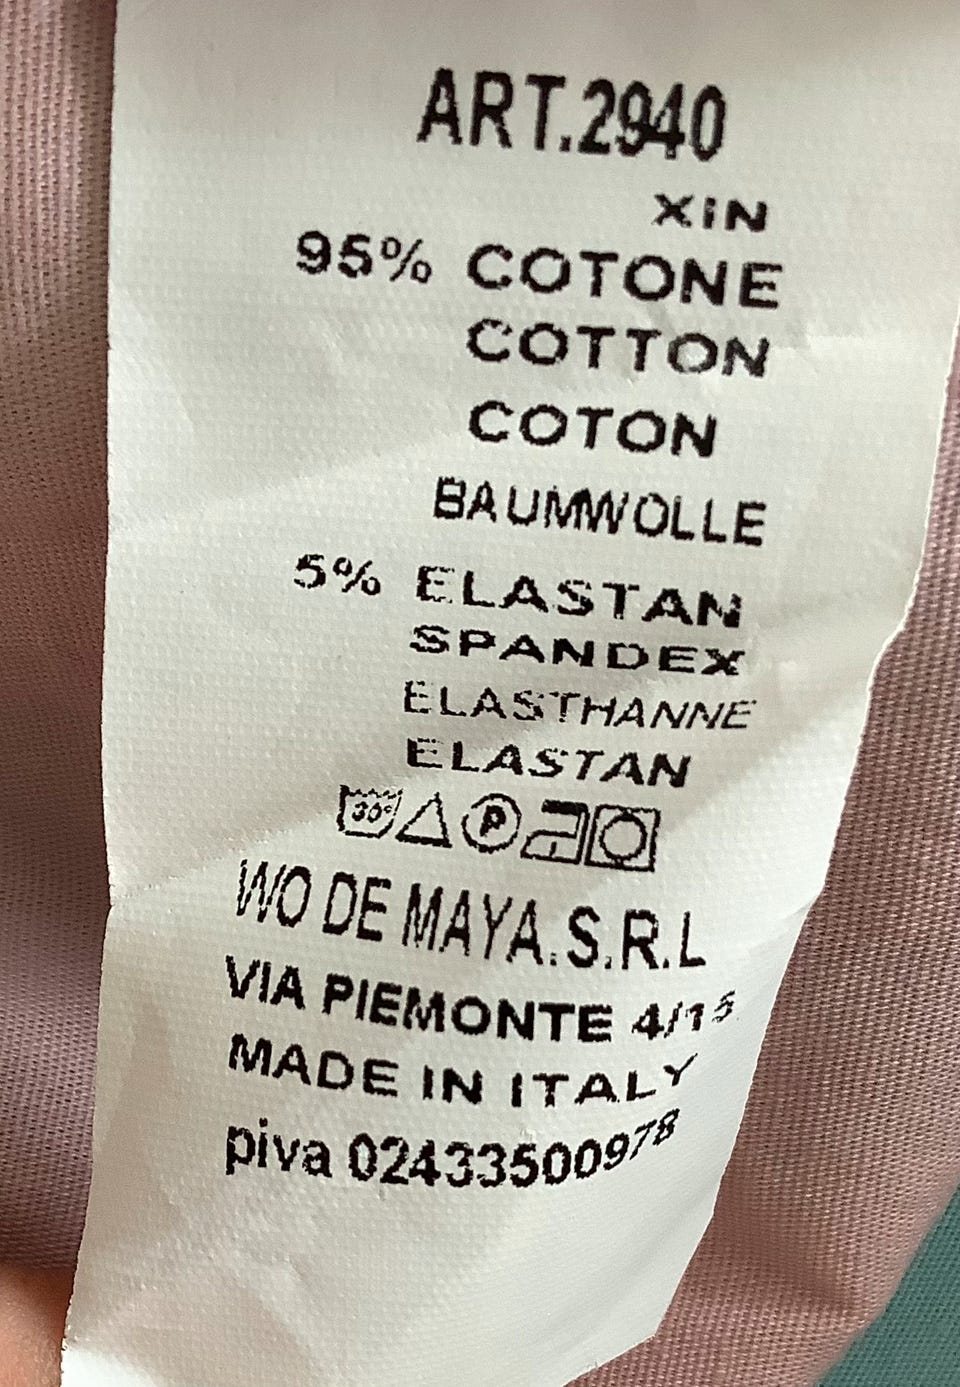 ART.2940
XiN
95% COTONE
COTTON
COTON
BAUMWOLLE
5% ELASTAN
SPANDEX
ELASTHANNE
ELASTAN
30° P
WO DE MAYA.S.R.L
VIA PIEMONTE 4/15
MADE IN ITALY
piva 02433500978